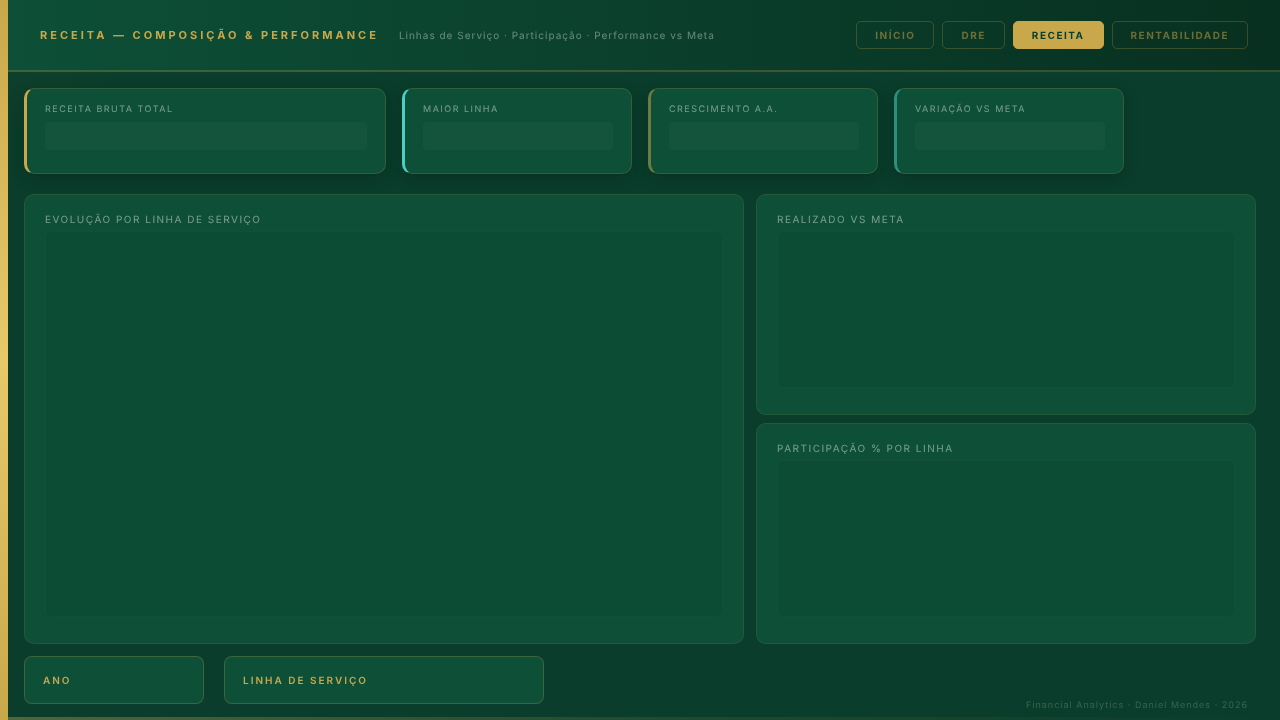 RECEITA — COMPOSIÇÃO & PERFORMANCE
Linhas de Serviço · Participação · Performance vs Meta
INÍCIO
DRE
RECEITA
RENTABILIDADE
RECEITA BRUTA TOTAL
MAIOR LINHA
CRESCIMENTO A.A.
VARIAÇÃO VS META
EVOLUÇÃO POR LINHA DE SERVIÇO
REALIZADO VS META
PARTICIPAÇÃO % POR LINHA
ANO
LINHA DE SERVIÇO
Financial Analytics · Daniel Mendes · 2026